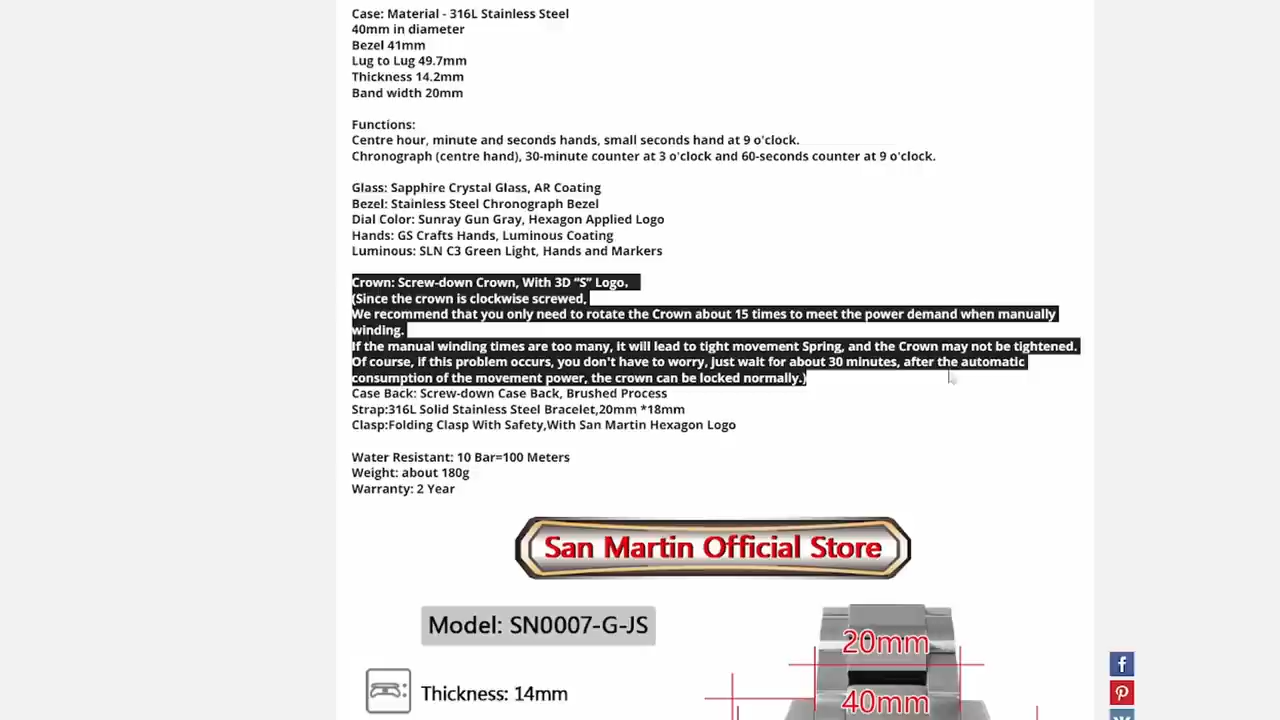 Case: Material - 316L Stainless Steel
40mm in diameter
Bezel 41mm
Lug to Lug 49.7mm
Thickness 14.2mm
Band width 20mm
Functions:
Centre hour, minute and seconds hands, small seconds hand at 9 o'clock.
Chronograph (centre hand), 30-minute counter at 3 o'clock and 60-seconds counter at 9 o'clock.
Glass: Sapphire Crystal Glass, AR Coating
Bezel: Stainless Steel Chronograph Bezel
Dial Color: Sunray Gun Gray, Hexagon Applied Logo
Hands: GS Crafts Hands, Luminous Coating
Luminous: SLN C3 Green Light, Hands and Markers
Crown: Screw-down Crown, With 3D “S” Logo.
(Since the crown is clockwise screwed,
We recommend that you only need to rotate the Crown about 15 times to meet the power demand when manually
winding.
If the manual winding times are too many, it will lead to tight movement Spring, and the Crown may not be tightened.
Of course, if this problem occurs, you don't have to worry, just wait for about 30 minutes, after the automatic
consumption of the movement power, the crown can be locked normally.)
Case Back: Screw-down Case Back, Brushed Process
Strap:316L Solid Stainless Steel Bracelet,20mm *18mm
Clasp:Folding Clasp With Safety,With San Martin Hexagon Logo
Water Resistant: 10 Bar=100 Meters
Weight: about 180g
Warranty: 2 Year
San Martin Official Store
Model: SN0007-G-JS
20mm
Thickness: 14mm
40mm